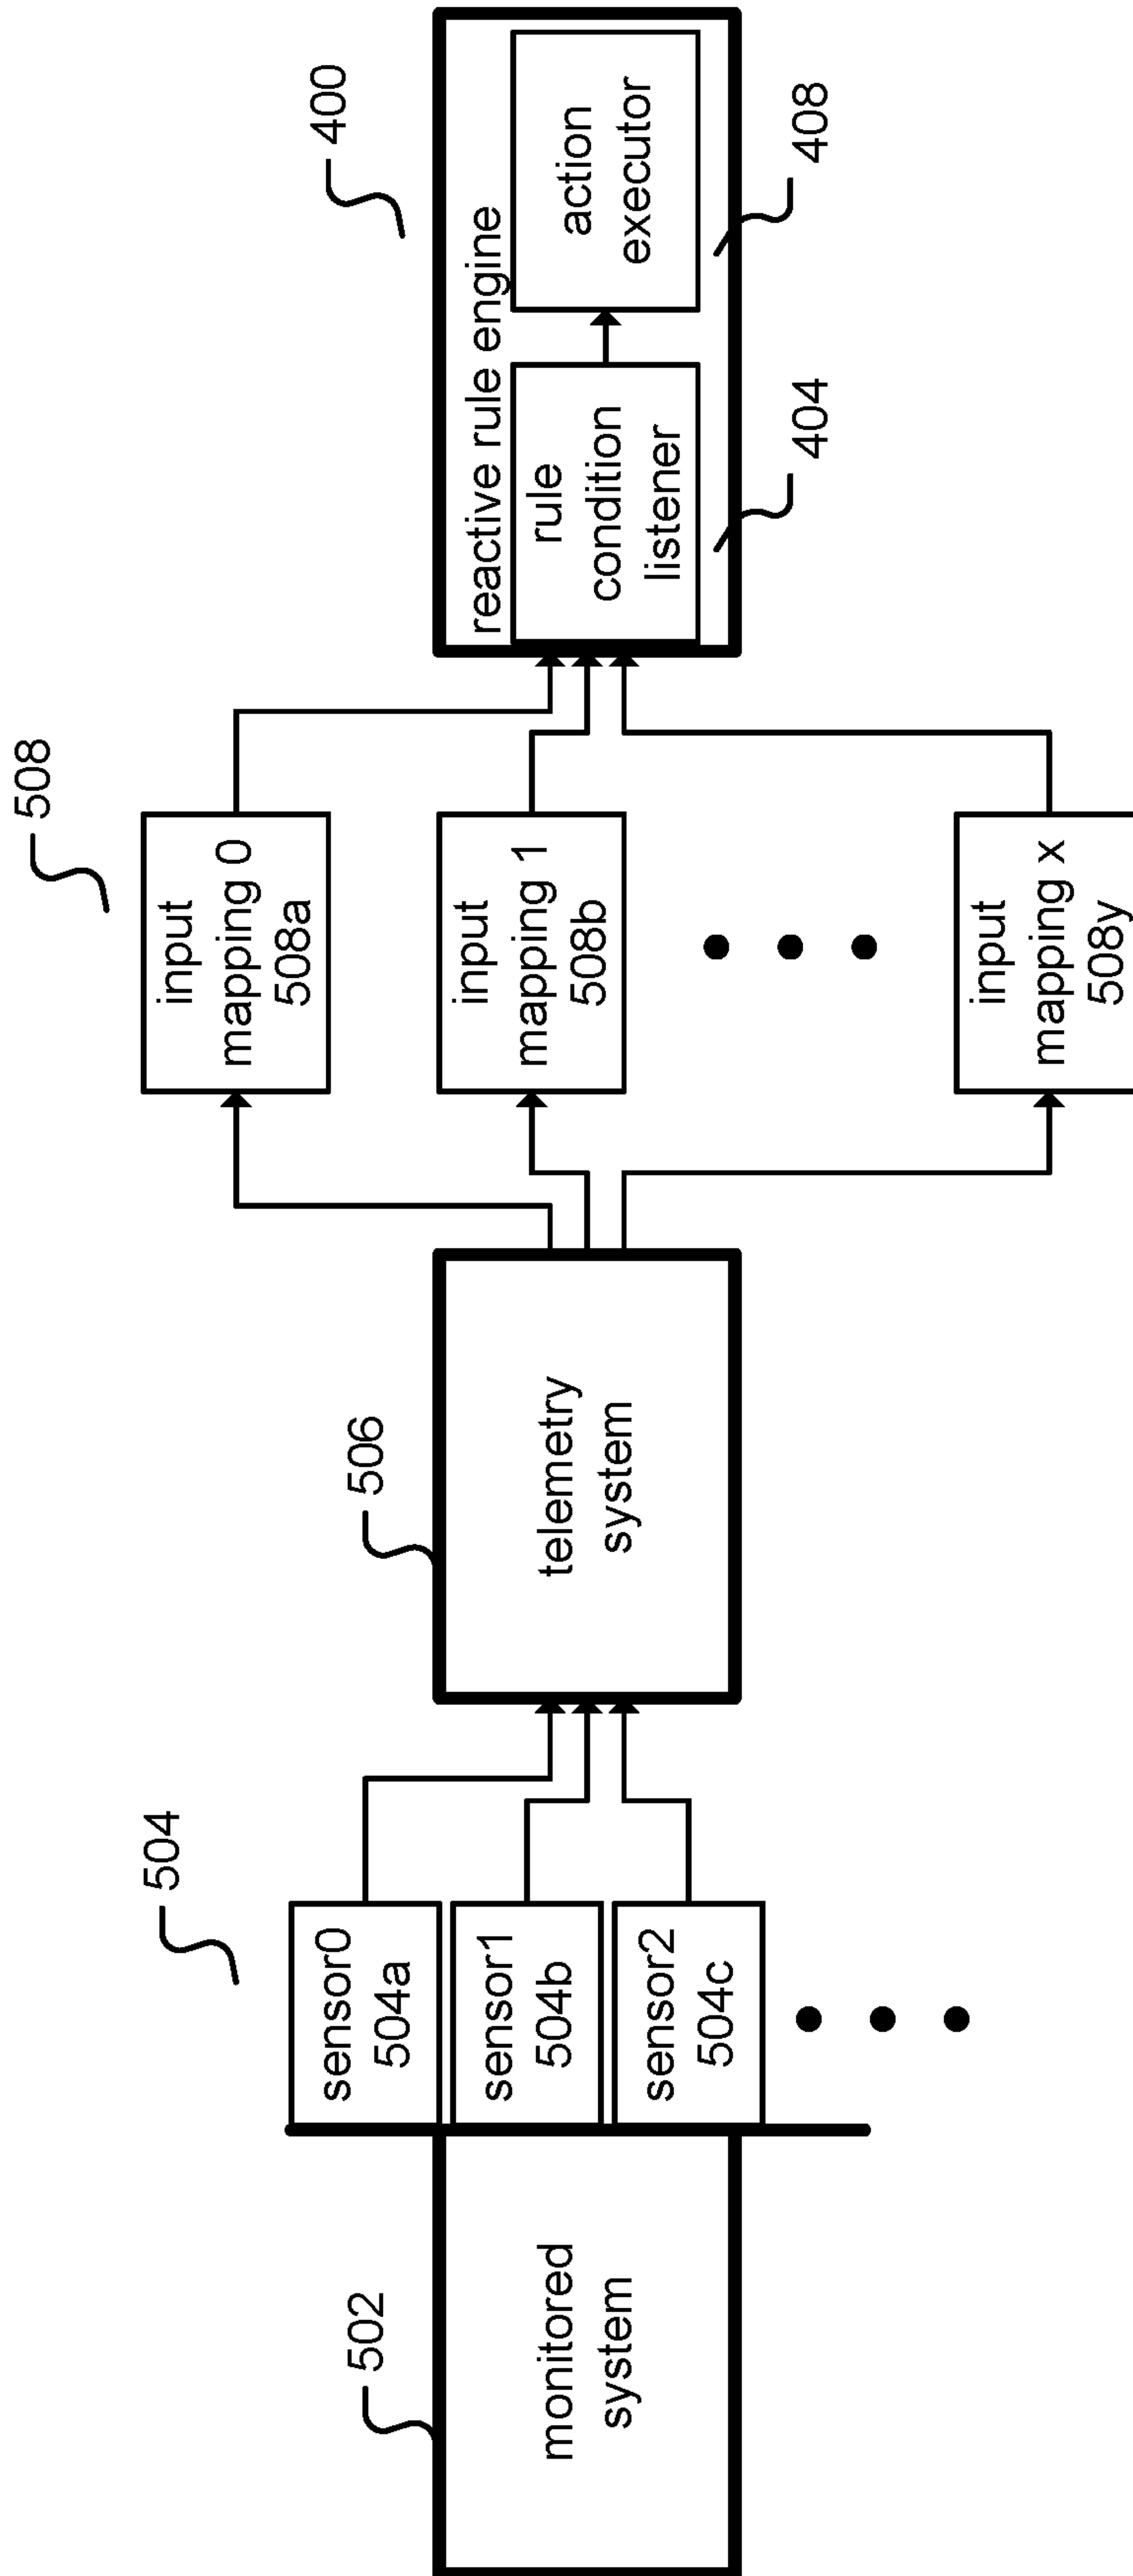 502
monitored
system
504
sensor0
504a
sensor1
504b
sensor2
504c
506
telemetry
system
508
input
mapping 0
508a
input
mapping 1
508b
input
mapping x
508y
400
reactive rule engine
rule
condition
listener
action
executor
404
408